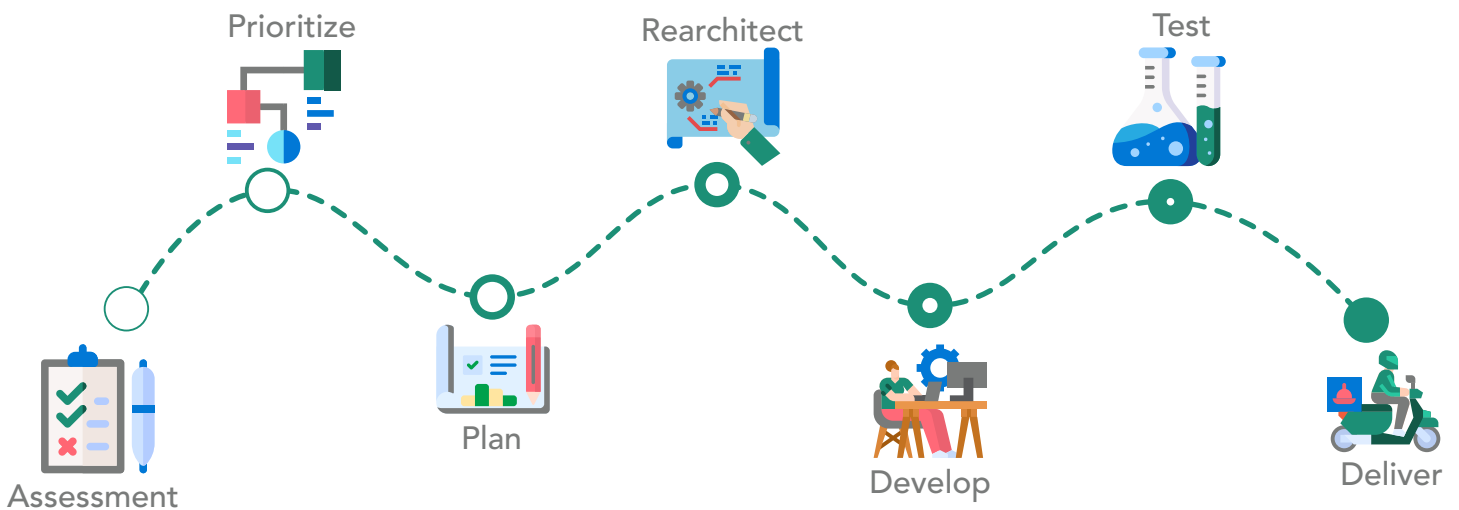 Assessment
Prioritize
Plan
Rearchitect
Develop
Test
Deliver